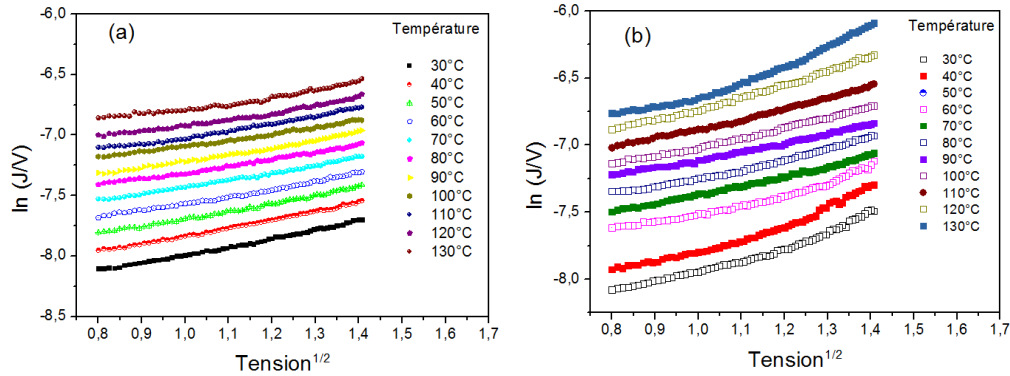 (a)
Température
30°C
40°C
50°C
60°C
70°C
80°C
90°C
100°C
110°C
120°C
130°C
-6,0
-6,5
-7,0
-7,5
-8,0
-8,5
ln (J/V)
0,8 0,9 1,0 1,1 1,2 1,3 1,4 1,5 1,6 1,7
Tension1/2
(b)
Température
30°C
40°C
50°C
60°C
70°C
80°C
90°C
100°C
110°C
120°C
130°C
-6,0
-6,5
-7,0
-7,5
-8,0
ln (J/V)
0,8 0,9 1,0 1,1 1,2 1,3 1,4 1,5 1,6 1,7
Tension1/2